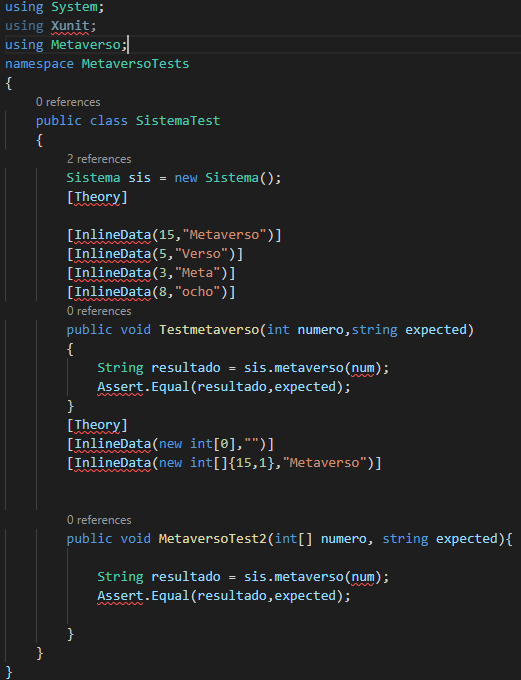 using System;
using Xunit;
using Metaverso;
namespace MetaversoTests
{
0 references
public class SistemaTest
{
2 references
Sistema sis = new Sistema();
[Theory]
[InlineData(15,"Metaverso")]
[InlineData(5,"Verso")]
[InlineData(3,"Meta")]
[InlineData(8,"ocho")]
0 references
public void Testmetaverso(int numero,string expected)
{
String resultado = sis.metaverso(num);
Assert.Equal(resultado,expected);
}
[Theory]
[InlineData(new int[0],"")]
[InlineData(new int[]{15,1},"Metaverso")]
0 references
public void MetaversoTest2(int[] numero, string expected){
String resultado = sis.metaverso(num);
Assert.Equal(resultado,expected);
}
}
}